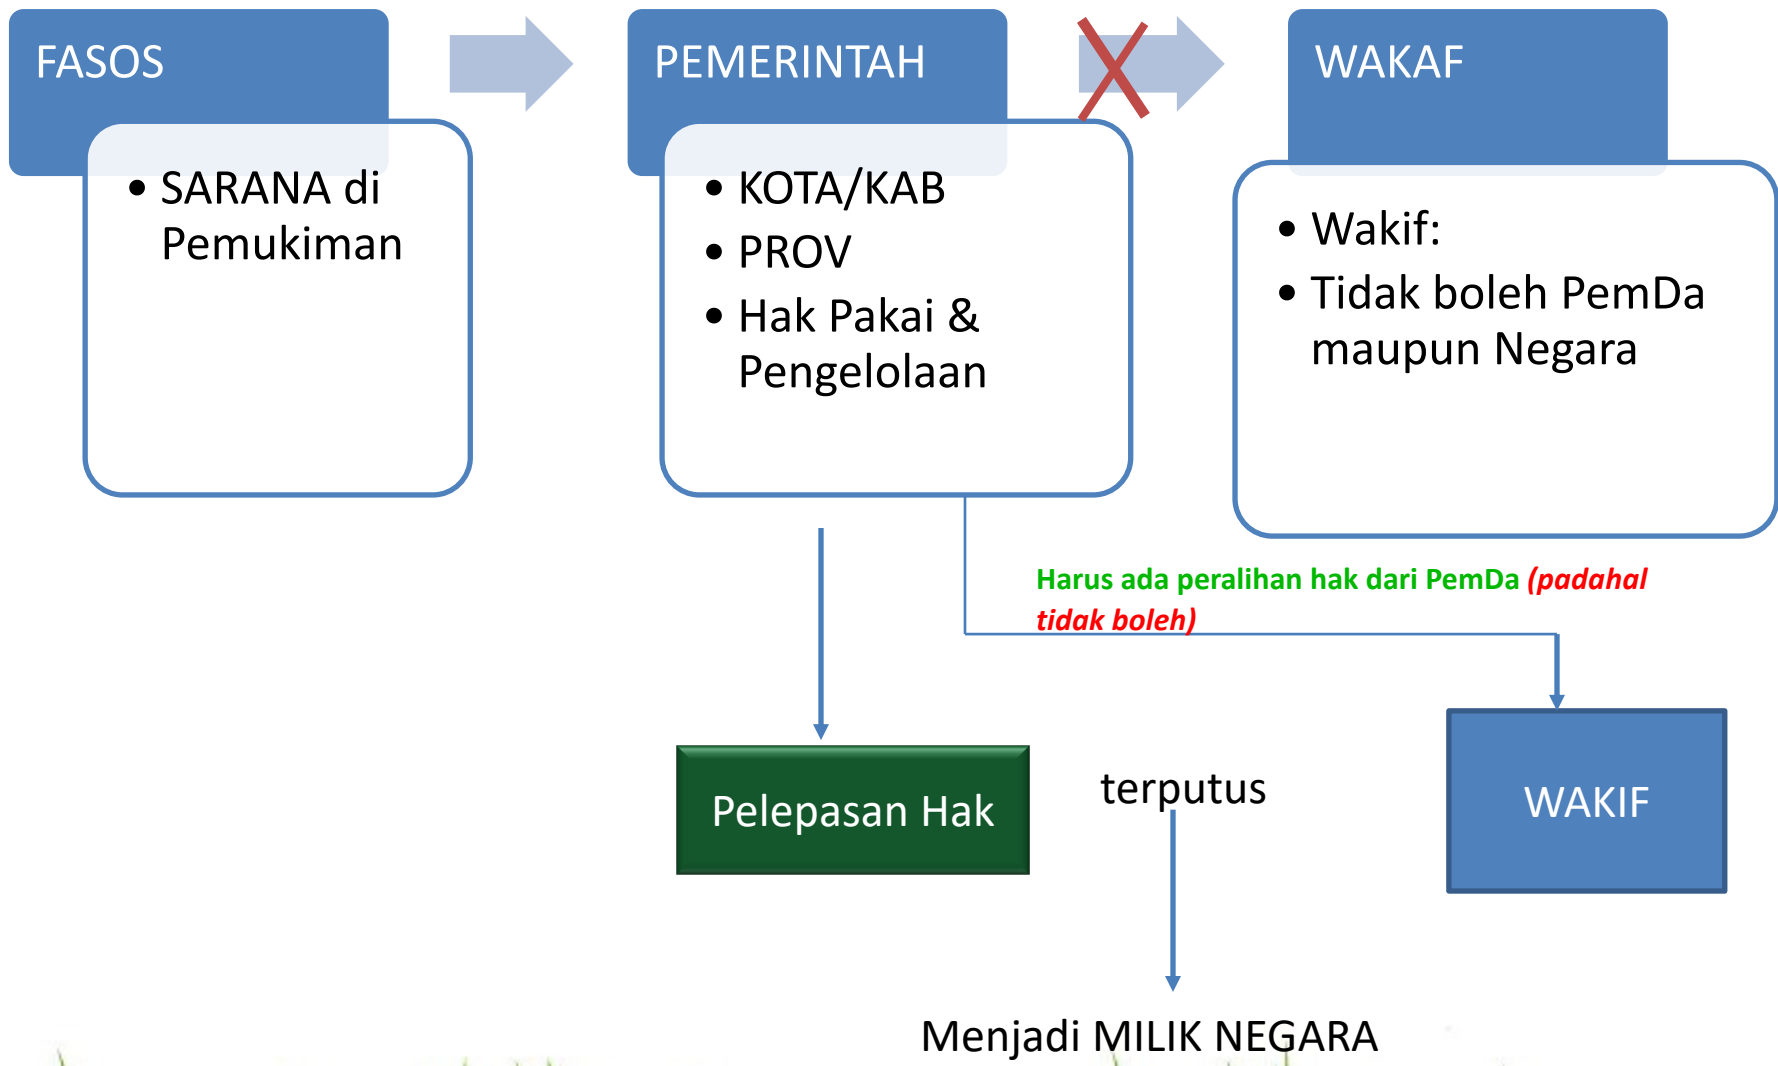 FASOS
• SARANA di
Pemukiman
PEMERINTAH
• KOTA/KAB
• PROV
• Hak Pakai &
Pengelolaan
WAKAF
• Wakif:
• Tidak boleh PemDa
maupun Negara
Harus ada peralihan hak dari PemDa (padahal
tidak boleh)
Pelepasan Hak
terputus
WAKIF
Menjadi MILIK NEGARA